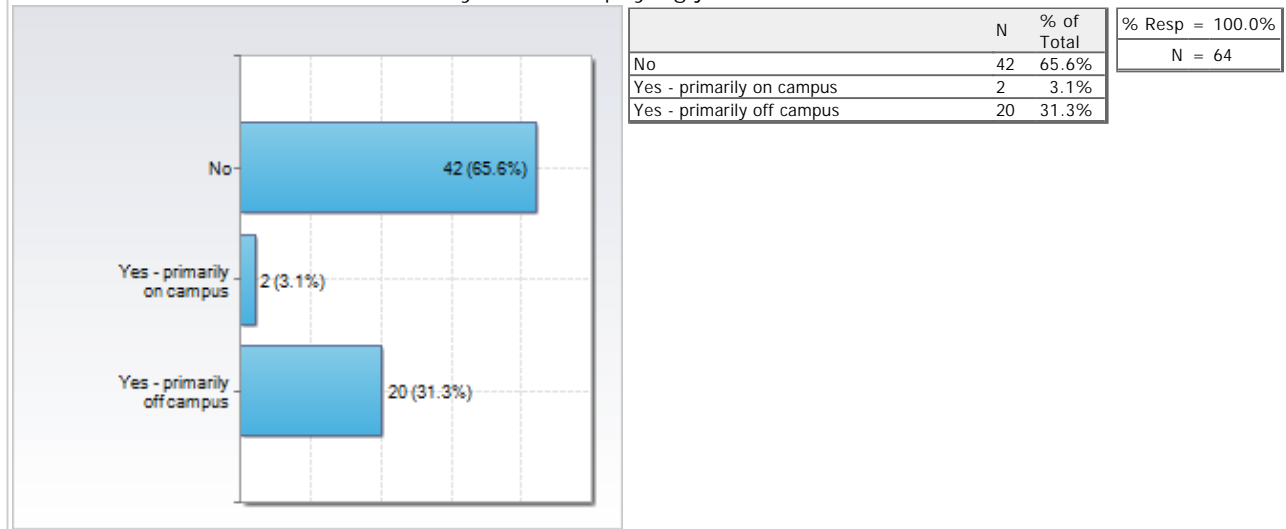 No
42 (65.6%)
Yes - primarily
on campus
2 (3.1%)
Yes - primarily
off campus
20 (31.3%)
N % of Total
No 42 65.6%
Yes - primarily on campus 2 3.1%
Yes - primarily off campus 20 31.3%
% Resp = 100.0%
N = 64